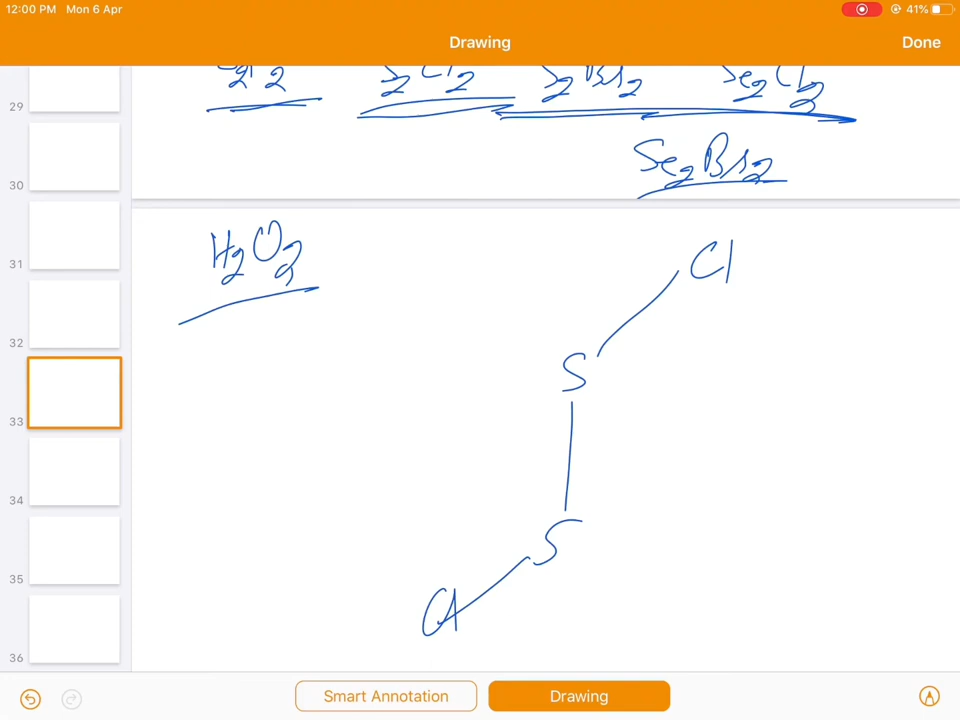 12:00 PM Mon 6 Apr
41%
Drawing
Done
S2Cl2 S2Br2 Se2Cl2
29
Se2Br2
30
H2O2
Cl
31
32
S
33
34
S
35
Cl
36
Smart Annotation
Drawing